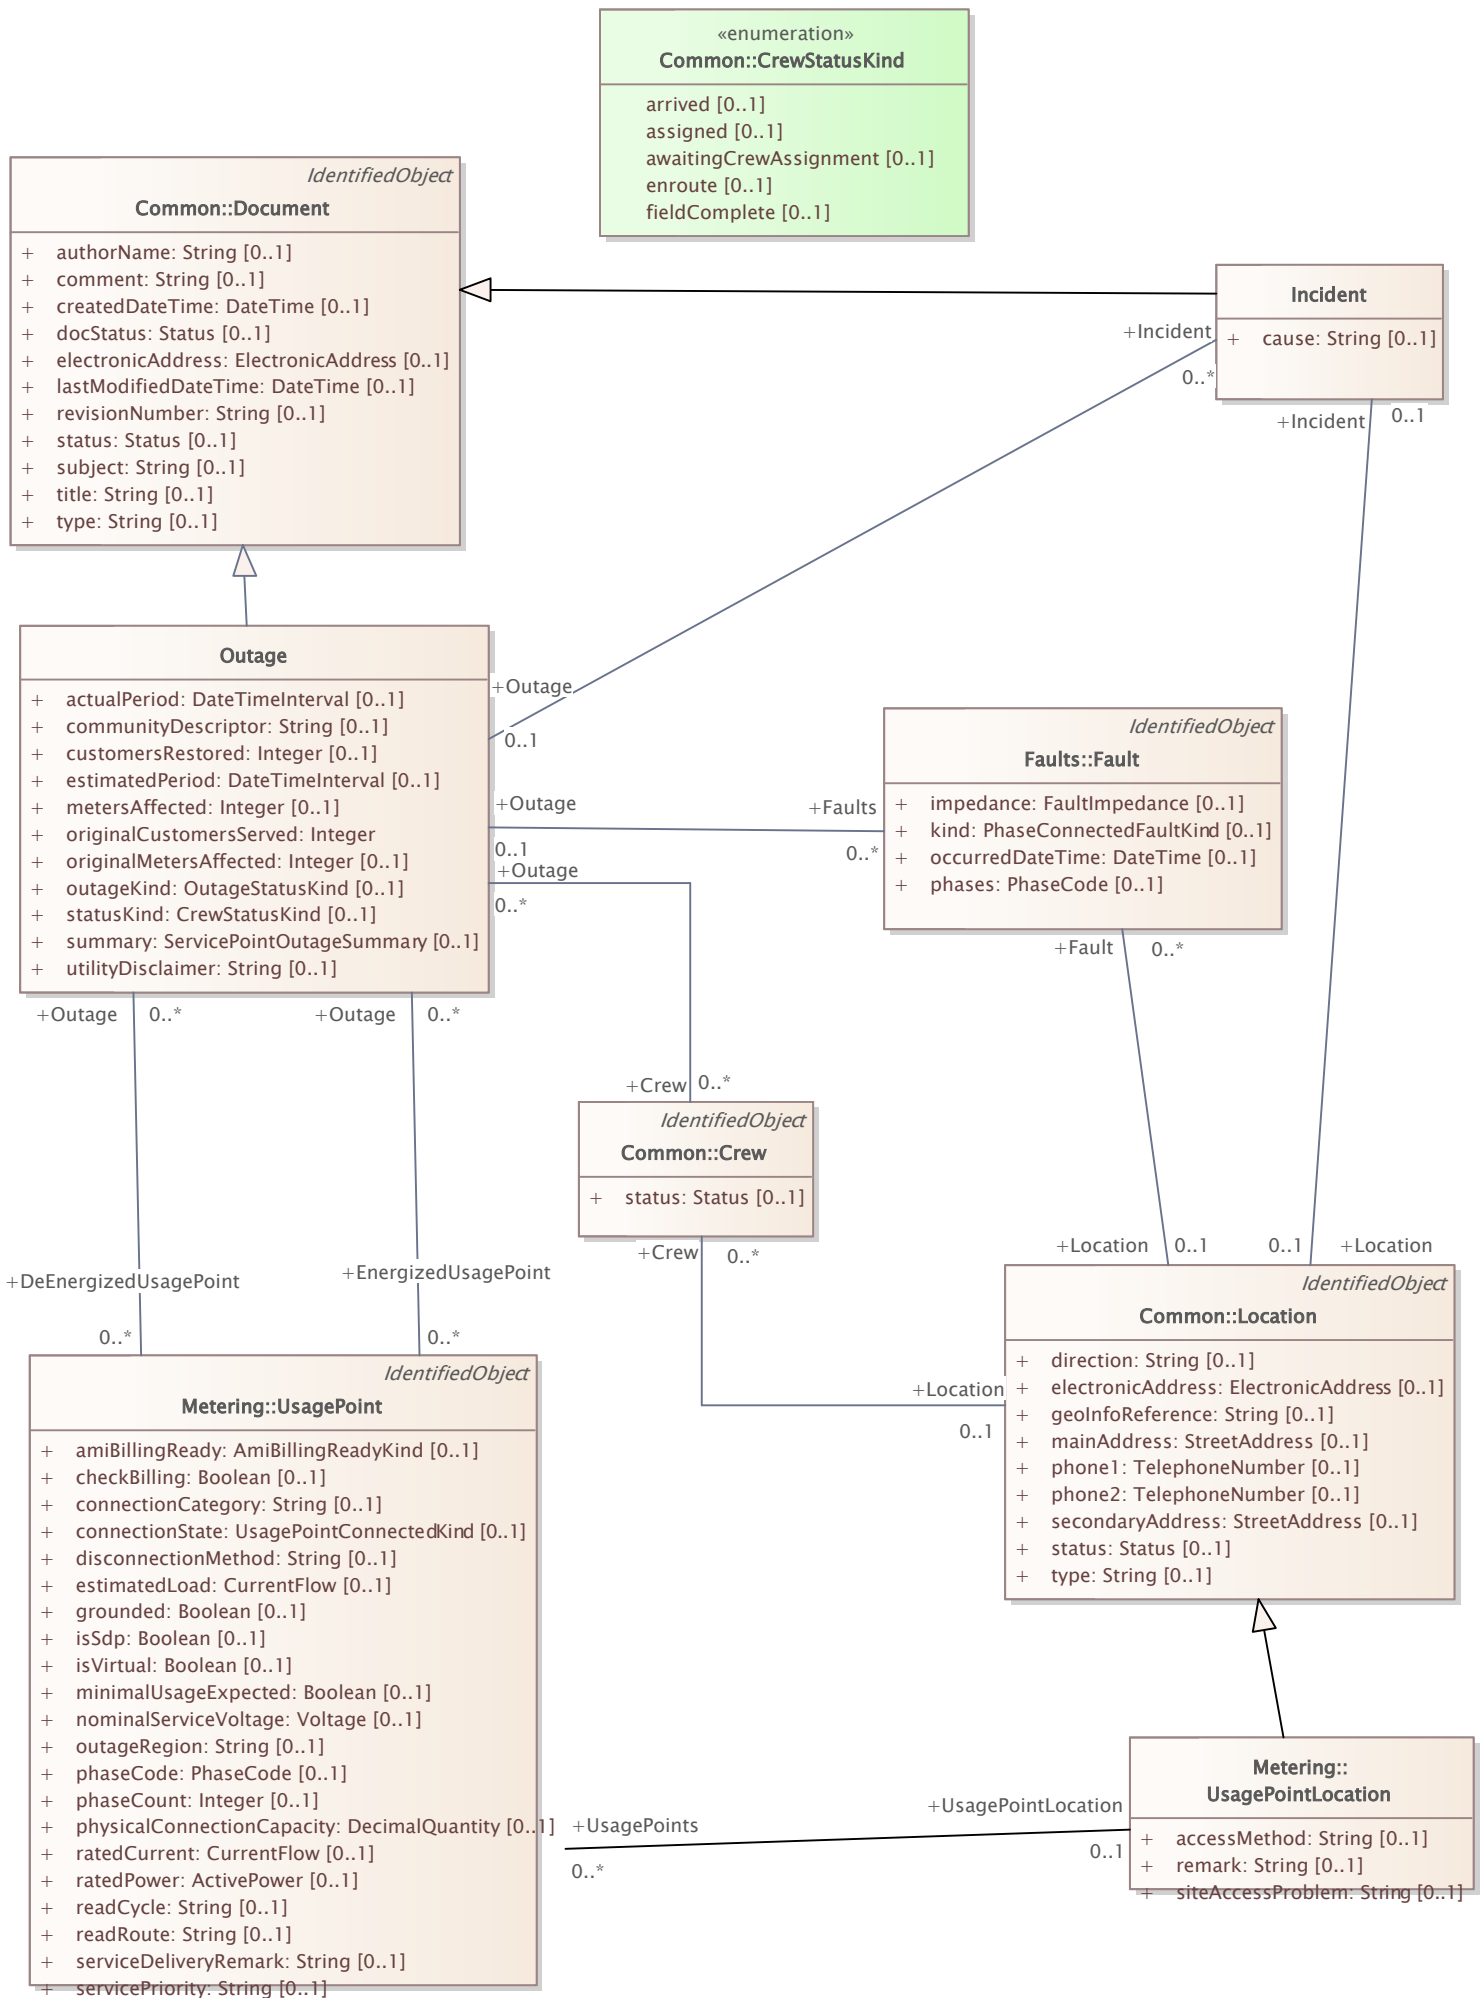 «enumeration»
Common::CrewStatusKind
arrived [0..1]
assigned [0..1]
awaitingCrewAssignment [0..1]
enroute [0..1]
fieldComplete [0..1]
IdentifiedObject
Common::Document
+ authorName: String [0..1]
+ comment: String [0..1]
+ createdDateTime: DateTime [0..1]
+ docStatus: Status [0..1]
+ electronicAddress: ElectronicAddress [0..1]
+ lastModifiedDateTime: DateTime [0..1]
+ revisionNumber: String [0..1]
+ status: Status [0..1]
+ subject: String [0..1]
+ title: String [0..1]
+ type: String [0..1]
Incident
+ cause: String [0..1]
+Incident
0..*
+Incident
0..1
Outage
+ actualPeriod: DateTimeInterval [0..1]
+ communityDescriptor: String [0..1]
+ customersRestored: Integer [0..1]
+ estimatedPeriod: DateTimeInterval [0..1]
+ metersAffected: Integer [0..1]
+ originalCustomersServed: Integer
+ originalMetersAffected: Integer [0..1]
+ outageKind: OutageStatusKind [0..1]
+ statusKind: CrewStatusKind [0..1]
+ summary: ServicePointOutageSummary [0..1]
+ utilityDisclaimer: String [0..1]
+Outage
0..1
+Outage
0..1
+Outage
0..*
+Faults
0..*
IdentifiedObject
Faults::Fault
+ impedance: FaultImpedance [0..1]
+ kind: PhaseConnectedFaultKind [0..1]
+ occurredDateTime: DateTime [0..1]
+ phases: PhaseCode [0..1]
+Fault 0..*
+Outage 0..*
+Outage 0..*
+Crew 0..*
IdentifiedObject
Common::Crew
+ status: Status [0..1]
+Crew 0..*
+Location 0..1
0..1 +Location
+DeEnergizedUsagePoint
0..*
+EnergizedUsagePoint
0..*
IdentifiedObject
Common::Location
+ direction: String [0..1]
+ electronicAddress: ElectronicAddress [0..1]
+ geoInfoReference: String [0..1]
+ mainAddress: StreetAddress [0..1]
+ phone1: TelephoneNumber [0..1]
+ phone2: TelephoneNumber [0..1]
+ secondaryAddress: StreetAddress [0..1]
+ status: Status [0..1]
+ type: String [0..1]
+Location
0..1
IdentifiedObject
Metering::UsagePoint
+ amiBillingReady: AmiBillingReadyKind [0..1]
+ checkBilling: Boolean [0..1]
+ connectionCategory: String [0..1]
+ connectionState: UsagePointConnectedKind [0..1]
+ disconnectionMethod: String [0..1]
+ estimatedLoad: CurrentFlow [0..1]
+ grounded: Boolean [0..1]
+ isSdp: Boolean [0..1]
+ isVirtual: Boolean [0..1]
+ minimalUsageExpected: Boolean [0..1]
+ nominalServiceVoltage: Voltage [0..1]
+ outageRegion: String [0..1]
+ phaseCode: PhaseCode [0..1]
+ phaseCount: Integer [0..1]
+ physicalConnectionCapacity: DecimalQuantity [0..1]
+ ratedCurrent: CurrentFlow [0..1]
+ ratedPower: ActivePower [0..1]
+ readCycle: String [0..1]
+ readRoute: String [0..1]
+ serviceDeliveryRemark: String [0..1]
+ servicePriority: String [0..1]
+UsagePoints
0..*
+UsagePointLocation
0..1
Metering::
UsagePointLocation
+ accessMethod: String [0..1]
+ remark: String [0..1]
+ siteAccessProblem: String [0..1]